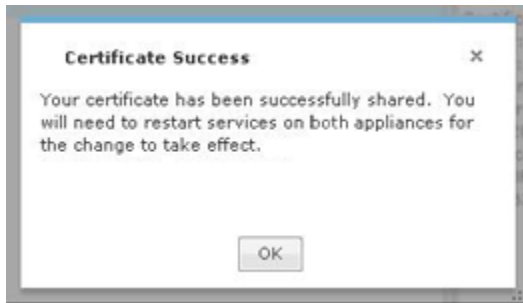 Certificate Success
×
Your certificate has been successfully shared. You
will need to restart services on both appliances for
the change to take effect.
OK